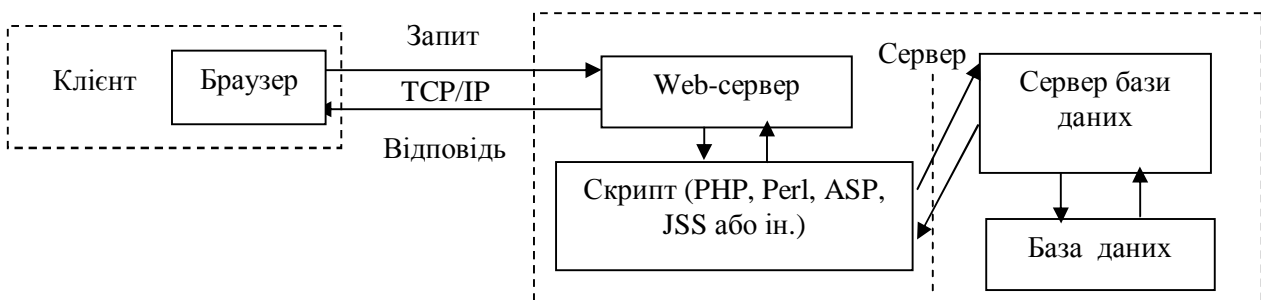 Клієнт
Браузер
Запит
TCP/IP
Відповідь
Web-сервер
Скрипт (PHP, Perl, ASP,
JSS або ін.)
Сервер
Сервер бази
даних
База даних